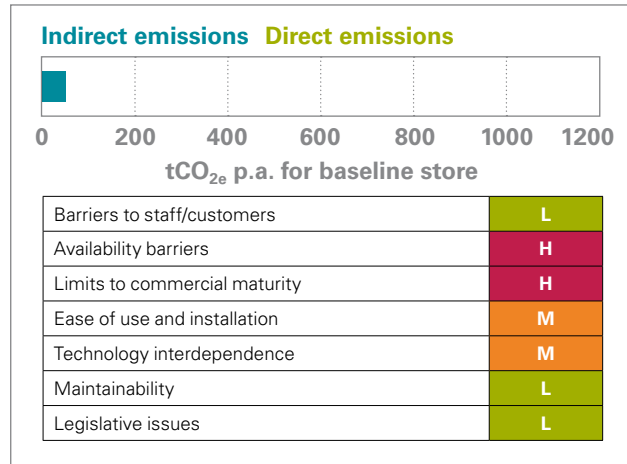 Indirect emissions Direct emissions
0 200 400 600 800 1000 1200
tCO2e p.a. for baseline store
Barriers to staff/customers L
Availability barriers H
Limits to commercial maturity H
Ease of use and installation M
Technology interdependence M
Maintainability L
Legislative issues L